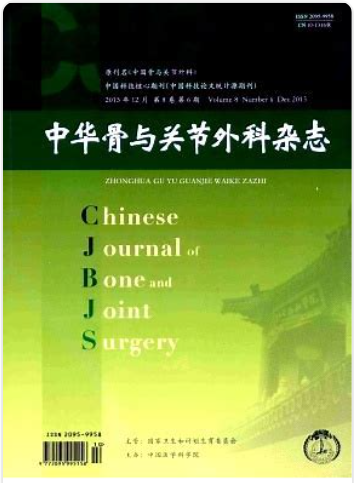 ISSN 2095-9958
原刊名《中国骨与关节外科》
中国科技核心期刊(中国科技论文统计源期刊)
2015年12月 第8卷第6期 Volume 8 Number 6 Dec 2015
中华骨与关节外科杂志
ZHONGHUA GU YU GUANJIE WAIKE ZAZHI
Chinese
Journal of
Bone and
Joint
Surgery
CJBJS
ISSN 2095-9958
主管: 国家卫生和计划生育委员会
主办: 中国医学科学院
9 772095 995158